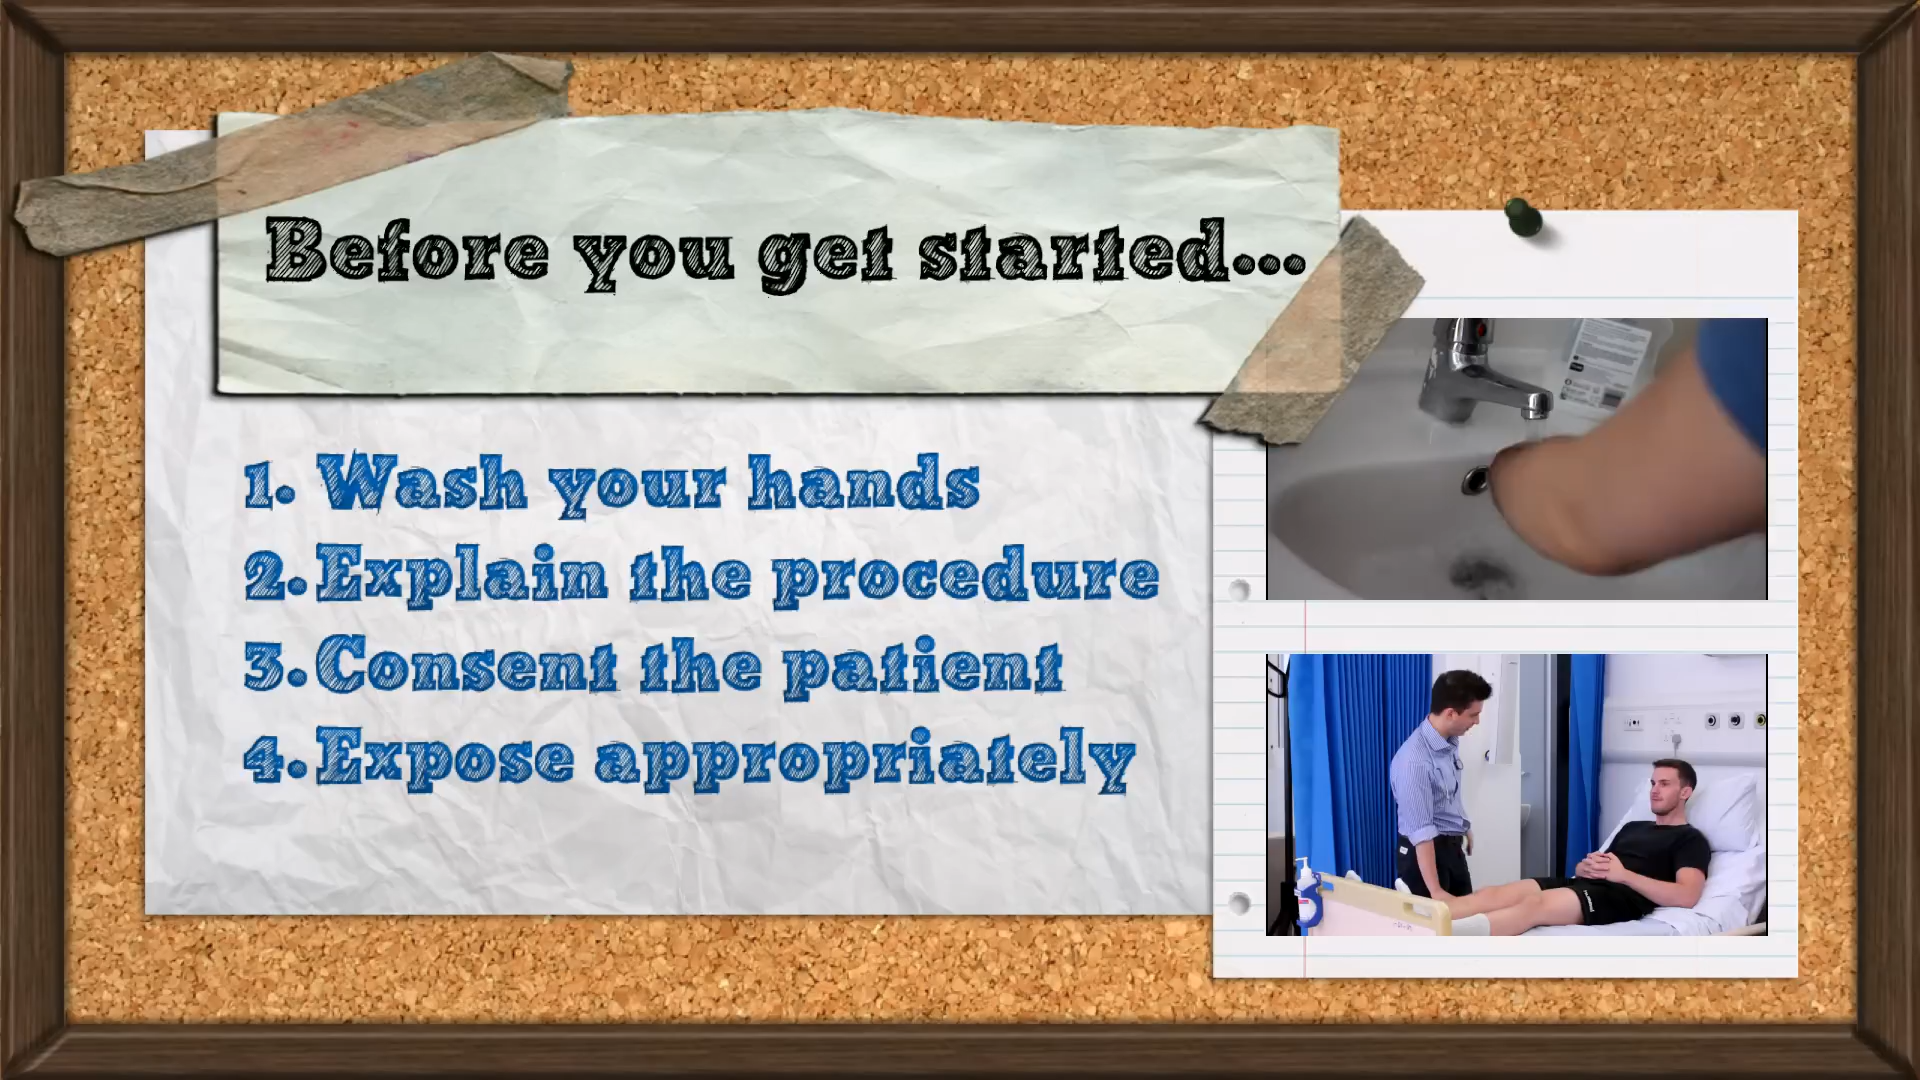 Before you get started...
1. Wash your hands
2. Explain the procedure
3. Consent the patient
4. Expose appropriately